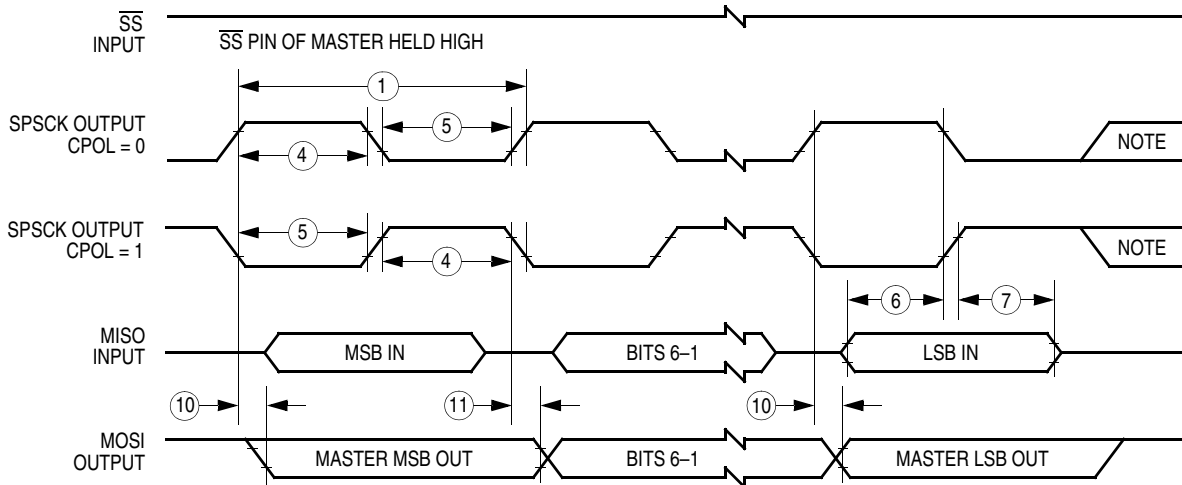 SS
INPUT
SS PIN OF MASTER HELD HIGH
1
SPSCK OUTPUT
CPOL = 0
5
4
NOTE
SPSCK OUTPUT
CPOL = 1
5
4
NOTE
6
7
MISO
INPUT
MSB IN
BITS 6–1
LSB IN
10
11
10
MOSI
OUTPUT
MASTER MSB OUT
BITS 6–1
MASTER LSB OUT